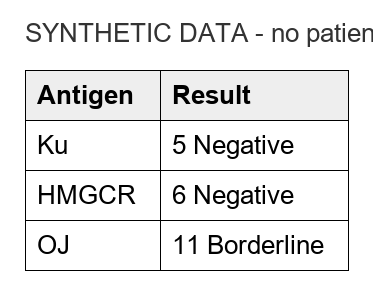 SYNTHETIC DATA - no patien
Antigen Result
Ku 5 Negative
HMGCR 6 Negative
OJ 11 Borderline